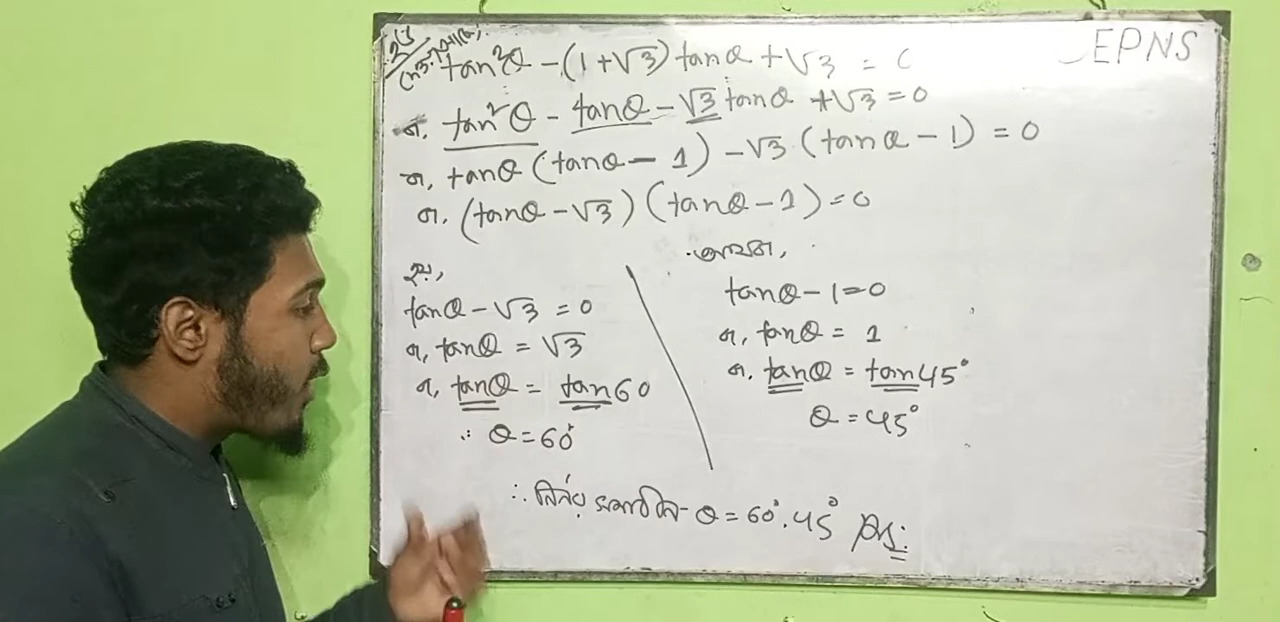 EPNS
tan²θ - (1+√3) tanθ + √3 = 0
বা, tan²θ - tanθ - √3 tanθ + √3 = 0
বা, tanθ (tanθ - 1) - √3 (tanθ - 1) = 0
বা, (tanθ - √3) (tanθ - 1) = 0
হয়,
tanθ - √3 = 0
বা, tanθ = √3
বা, tanθ = tan60
∴ θ = 60°
অথবা,
tanθ - 1 = 0
বা, tanθ = 1
বা, tanθ = tan45°
θ = 45°
∴ নির্ণেয় সমাধান θ = 60°, 45° Ans: